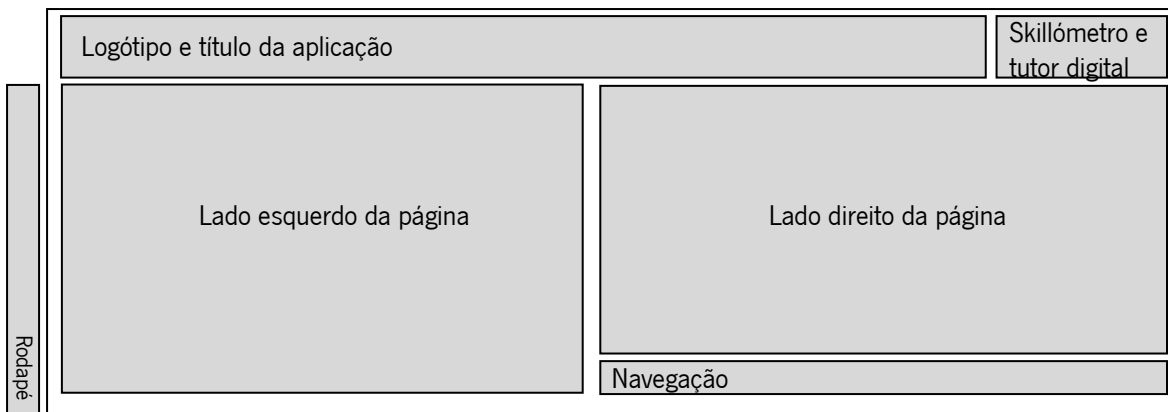 Logótipo e título da aplicação
Skillómetro e
tutor digital
Lado esquerdo da página
Lado direito da página
Navegação
Rodapé